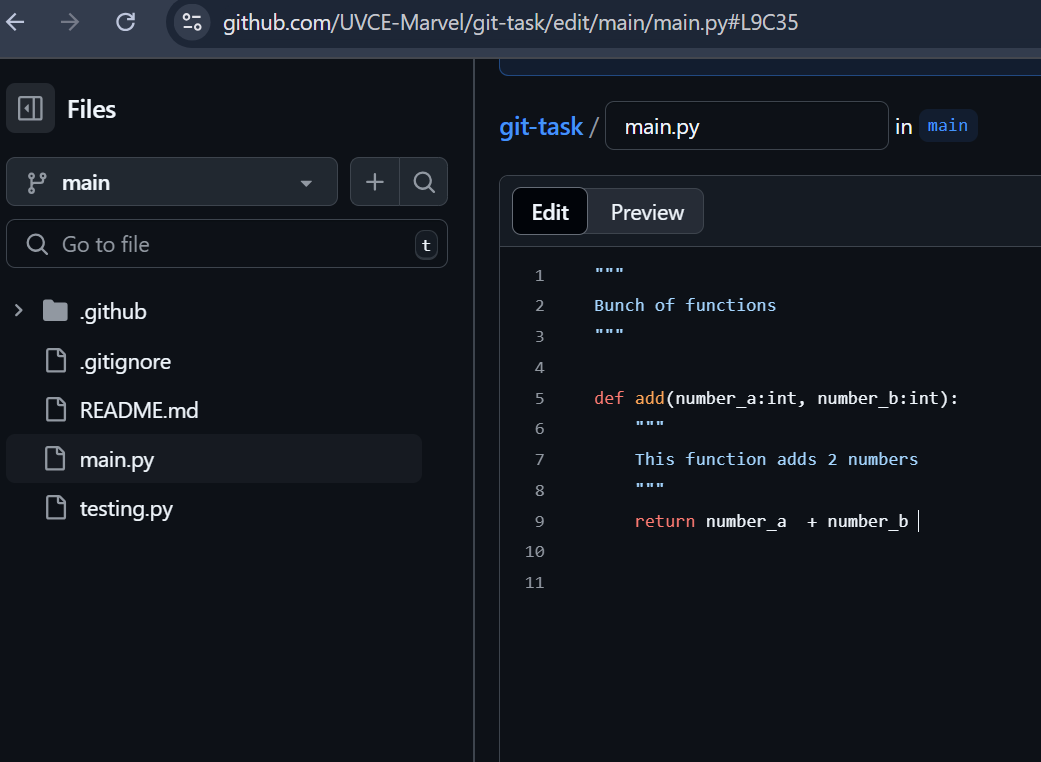 github.com/UVCE-Marvel/git-task/edit/main/main.py#L9C35
Files
main
Go to file
t
.github
.gitignore
README.md
main.py
testing.py
git-task / main.py in main
Edit Preview
1 """
2 Bunch of functions
3 """
4
5 def add(number_a:int, number_b:int):
6 """
7 This function adds 2 numbers
8 """
9 return number_a  + number_b
10
11